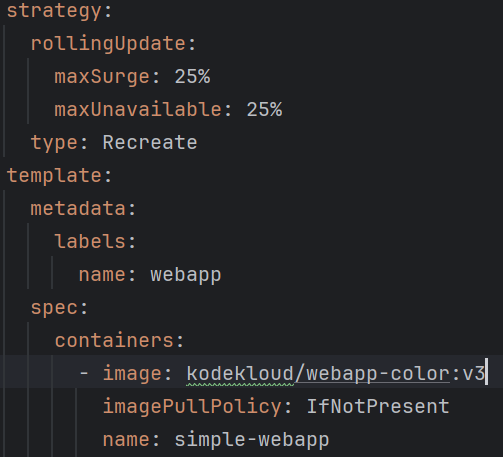 strategy:
rollingUpdate:
maxSurge: 25%
maxUnavailable: 25%
type: Recreate
template:
metadata:
labels:
name: webapp
spec:
containers:
- image: kodekloud/webapp-color:v3
imagePullPolicy: IfNotPresent
name: simple-webapp